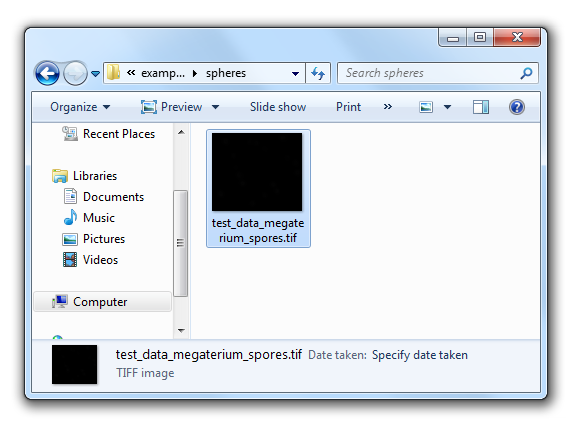 « examp... ▸ spheres
Search spheres
Organize Preview Slide show Print »
Recent Places
Libraries
Documents
Music
Pictures
Videos
Computer
test_data_megate
rium_spores.tif
test_data_megaterium_spores.tif Date taken: Specify date taken
TIFF image